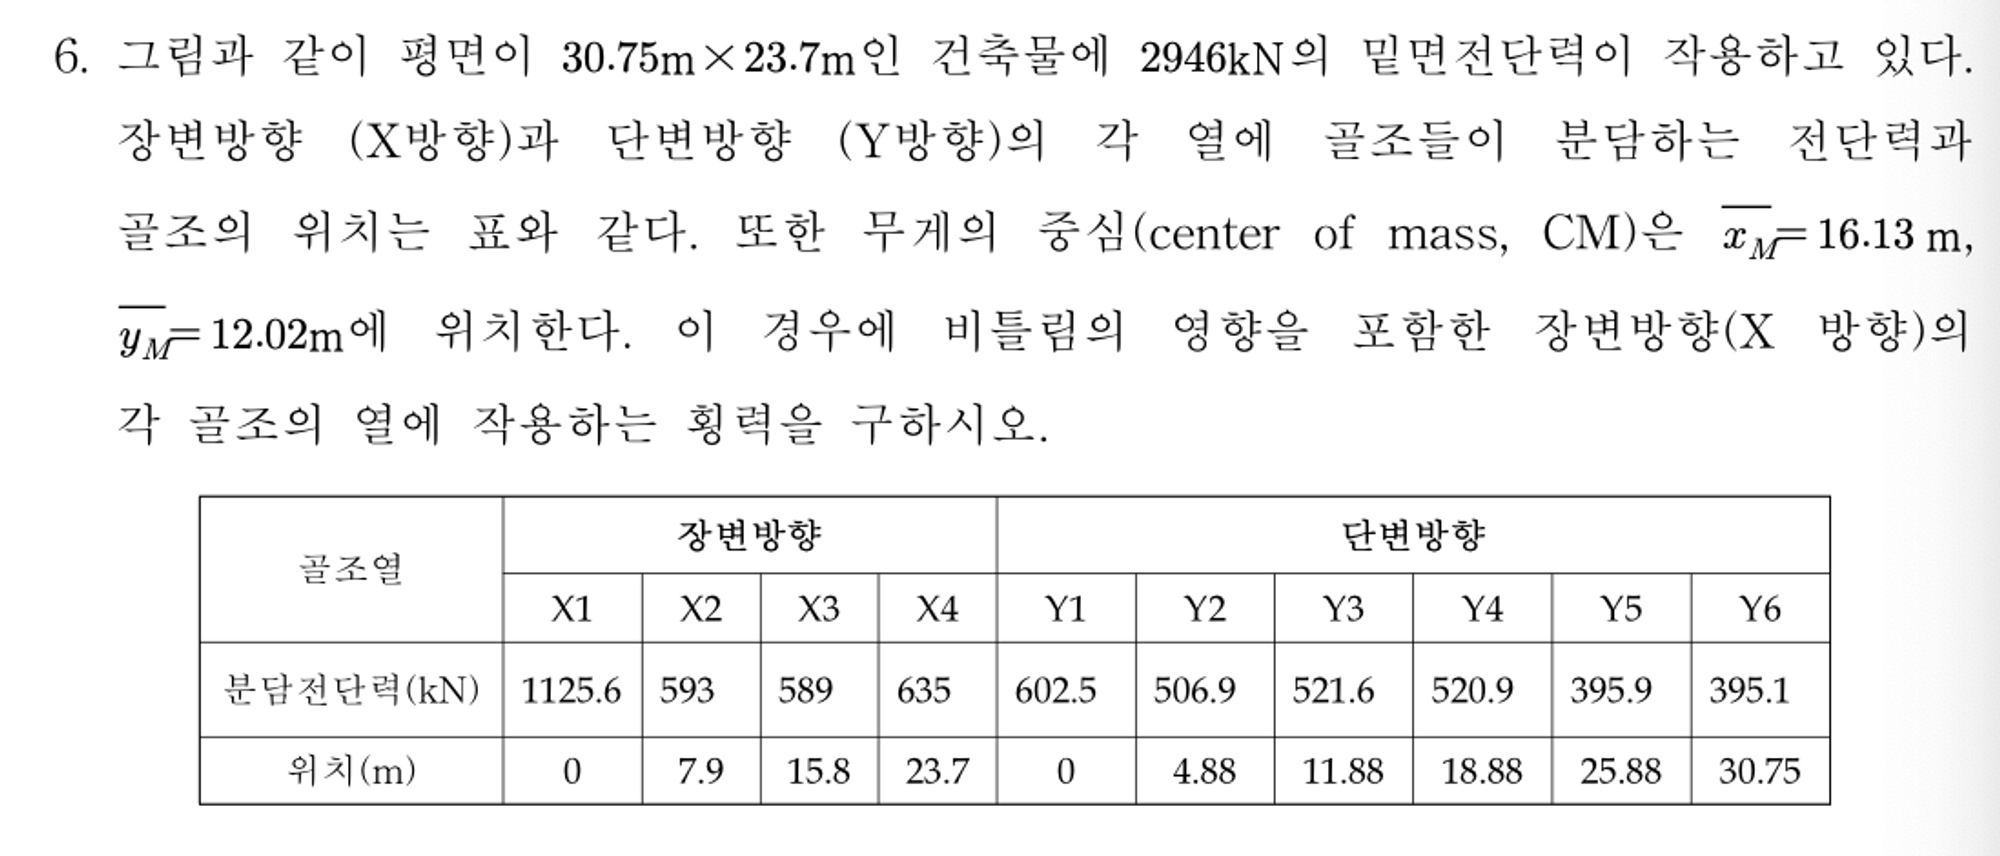 6. 그림과 같이 평면이 30.75m×23.7m인 건축물에 2946kN의 밑면전단력이 작용하고 있다.
장변방향 (X방향)과 단변방향 (Y방향)의 각 열에 골조들이 분담하는 전단력과
골조의 위치는 표와 같다. 또한 무게의 중심(center of mass, CM)은 x̅_M=16.13 m,
y̅_M=12.02m에 위치한다. 이 경우에 비틀림의 영향을 포함한 장변방향(X 방향)의
각 골조의 열에 작용하는 횡력을 구하시오.
골조열 장변방향 단변방향
X1 X2 X3 X4 Y1 Y2 Y3 Y4 Y5 Y6
분담전단력(kN) 1125.6 593 589 635 602.5 506.9 521.6 520.9 395.9 395.1
위치(m) 0 7.9 15.8 23.7 0 4.88 11.88 18.88 25.88 30.75